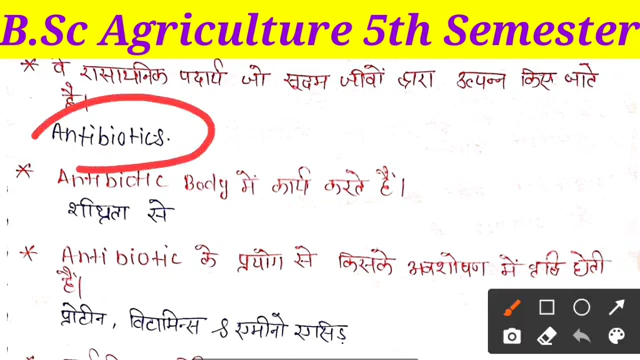 B.Sc Agriculture 5th Semester
* वे रासायनिक पदार्थ जो सूक्ष्म जीवों द्वारा उत्पन्न किए जाते
हैं।
Antibiotics.
* Antibiotic Body में कार्य करते हैं।
शीघ्रता से
* Antibiotic के प्रयोग से किसके अवशोषण में वृद्धि होती
हैं।
प्रोटीन, विटामिन्स & एमीनो एसिड